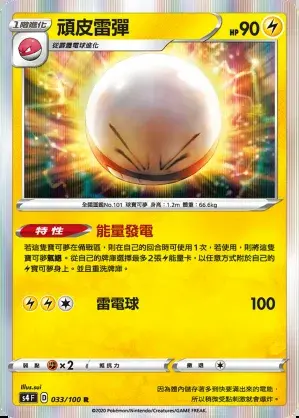 1階進化
頑皮雷彈
HP90
從霹靂電球進化
全國圖鑑No.101 球寶可夢 身高：1.2m 體重：66.6kg
特性 能量發電
若這隻寶可夢在備戰區，則在自己的回合時可使用1次，若使用，則將這隻
寶可夢氣絕。從自己的牌庫選擇最多2張 能量卡，以任意方式附於自己的
寶可夢身上。並且重洗牌庫。
雷電球 100
弱點 ×2 抵抗力 撤退
Illus.sui
s4 F D 033/100 R
因為體內儲存著多到快要滿出來的電能，
所以稍微受點刺激就會爆炸。
©2020 Pokémon/Nintendo/Creatures/GAME FREAK.